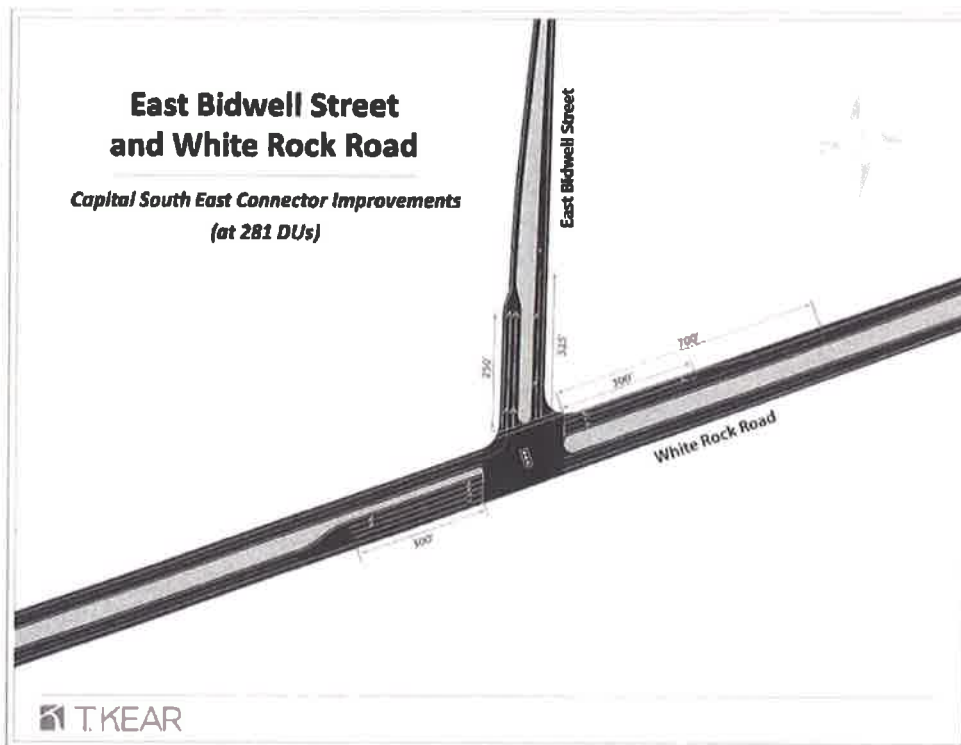 East Bidwell Street
and White Rock Road
Capital South East Connector Improvements
(at 281 DUs)
East Bidwell Street
250'
325'
700'
300'
White Rock Road
300'
T.KEAR